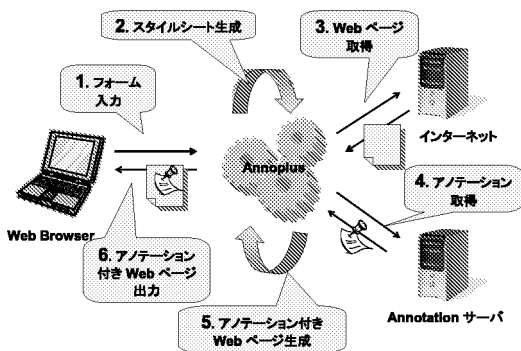 2. スタイルシート生成
3. Web ページ
取得
1. フォーム
入力
インターネット
Annoplus
4. アノテーション
取得
Web Browser
6. アノテーション
付き Web ページ
出力
Annotation サーバ
5. アノテーション付き
Web ページ生成